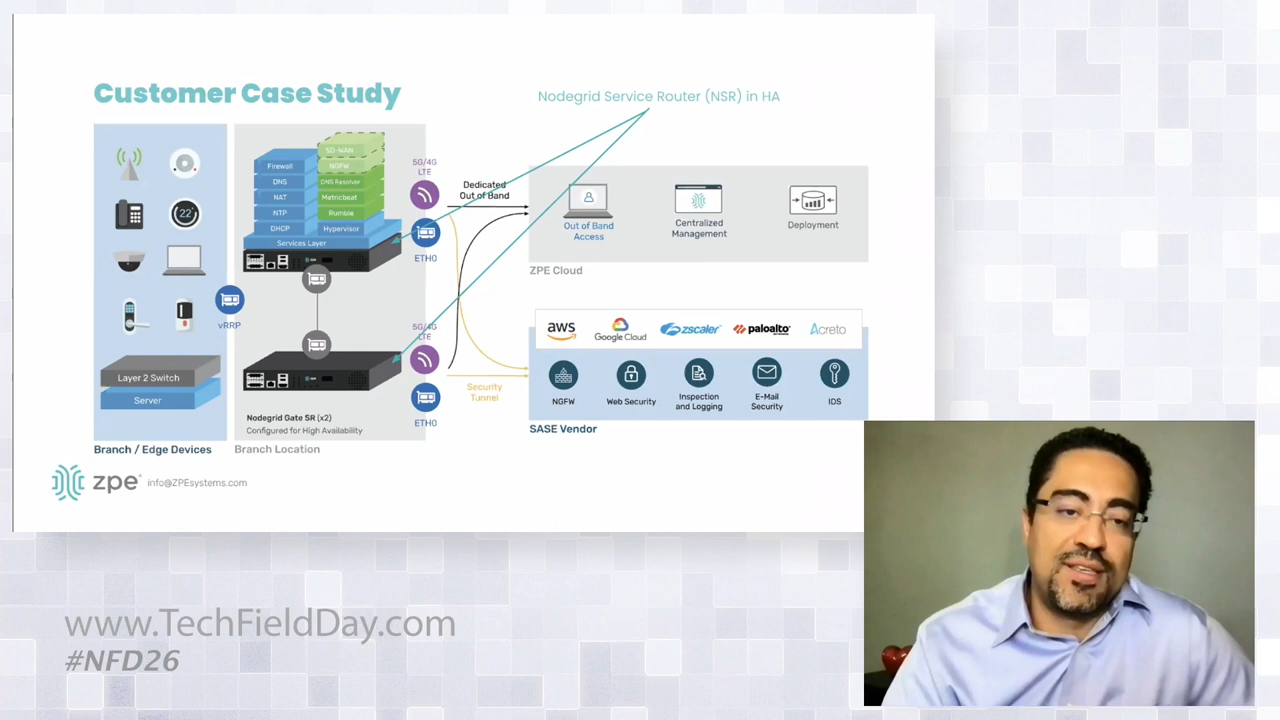 Customer Case Study
Nodegrid Service Router (NSR) in HA
SD-WAN
Firewall
NGFW
DNS
DNS Resolver
NAT
Metricbeat
NTP
Rumble
DHCP
Hypervisor
Services Layer
5G/4G
LTE
ETH0
Dedicated
Out of Band
22
vRRP
5G/4G
LTE
ETH0
Security
Tunnel
Layer 2 Switch
Server
Nodegrid Gate SR (x2)
Configured for High Availability
Branch / Edge Devices
Branch Location
Out of Band
Access
Centralized
Management
Deployment
ZPE Cloud
aws
Google Cloud
zscaler
paloalto
Acreto
NGFW
Web Security
Inspection
and Logging
E-Mail
Security
IDS
SASE Vendor
zpe
info@ZPEsystems.com
www.TechFieldDay.com
#NFD26